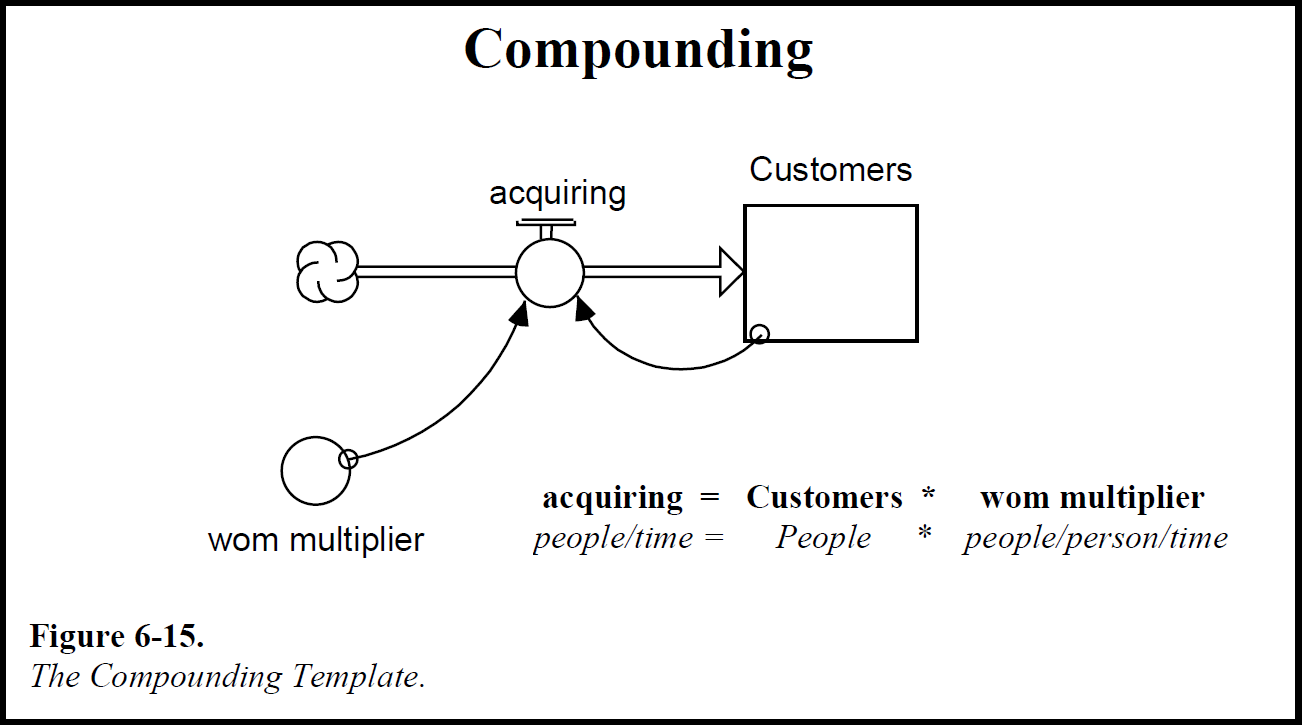 Compounding
Customers
acquiring
wom multiplier
acquiring = Customers * wom multiplier
people/time = People * people/person/time
Figure 6-15.
The Compounding Template.